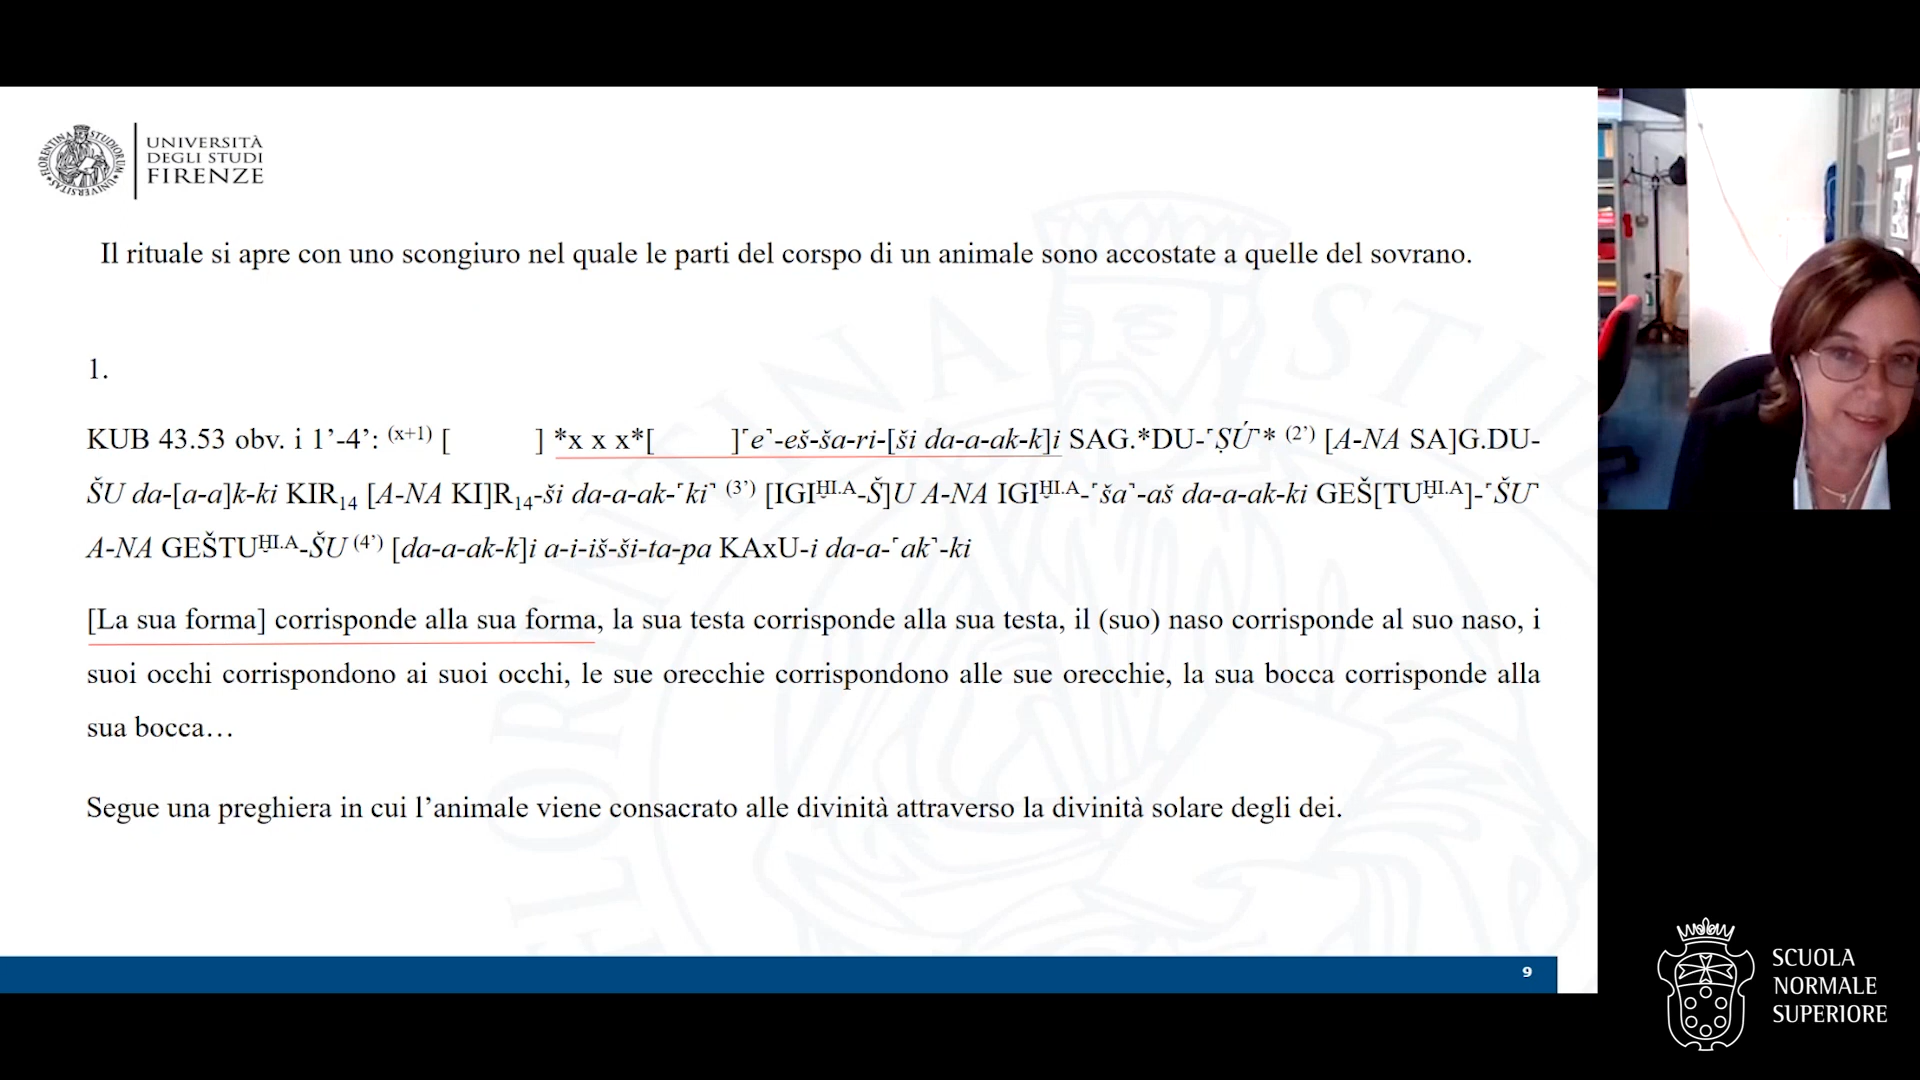 UNIVERSITÀ
DEGLI STUDI
FIRENZE
Il rituale si apre con uno scongiuro nel quale le parti del corspo di un animale sono accostate a quelle del sovrano.
1.
KUB 43.53 obv. i 1’-4’: (x+1) [ ] *x x x*[ ]⸢e⸣-eš-ša-ri-[ši da-a-ak-k]i SAG.*DU-⸢ṢÚ⸣* (2’) [A-NA SA]G.DU-
ŠU da-[a-a]k-ki KIR₁₄ [A-NA KI]R₁₄-ši da-a-ak-⸢ki⸣ (3’) [IGIḪI.A-Š]U A-NA IGIḪI.A-⸢ša⸣-aš da-a-ak-ki GEŠ[TUḪI.A]-⸢ŠU⸣
A-NA GEŠTUḪI.A-ŠU (4’) [da-a-ak-k]i a-i-iš-ši-ta-pa KAxU-i da-a-⸢ak⸣-ki
[La sua forma] corrisponde alla sua forma, la sua testa corrisponde alla sua testa, il (suo) naso corrisponde al suo naso, i
suoi occhi corrispondono ai suoi occhi, le sue orecchie corrispondono alle sue orecchie, la sua bocca corrisponde alla
sua bocca…
Segue una preghiera in cui l’animale viene consacrato alle divinità attraverso la divinità solare degli dei.
9
SCUOLA
NORMALE
SUPERIORE